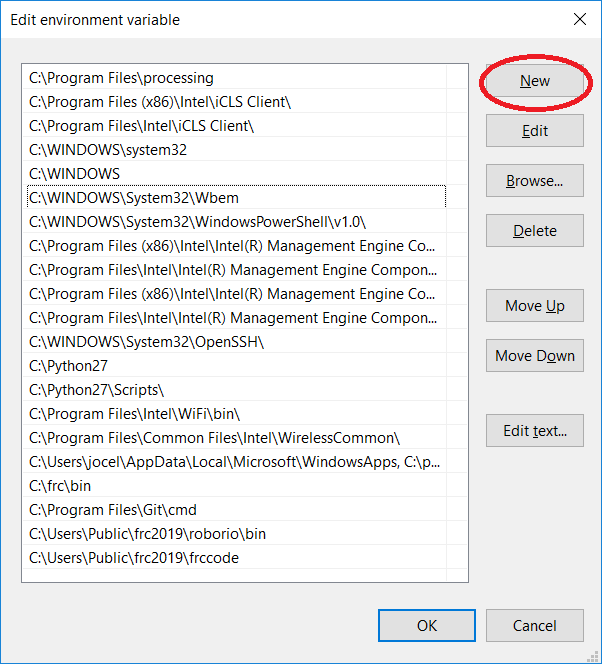 Edit environment variable
C:\Program Files\processing
C:\Program Files (x86)\Intel\iCLS Client\
C:\Program Files\Intel\iCLS Client\
C:\WINDOWS\system32
C:\WINDOWS
C:\WINDOWS\System32\Wbem
C:\WINDOWS\System32\WindowsPowerShell\v1.0\
C:\Program Files (x86)\Intel\Intel(R) Management Engine Co...
C:\Program Files\Intel\Intel(R) Management Engine Compon...
C:\Program Files (x86)\Intel\Intel(R) Management Engine Co...
C:\Program Files\Intel\Intel(R) Management Engine Compon...
C:\WINDOWS\System32\OpenSSH\
C:\Python27
C:\Python27\Scripts\
C:\Program Files\Intel\WiFi\bin\
C:\Program Files\Common Files\Intel\WirelessCommon\
C:\Users\jocel\AppData\Local\Microsoft\WindowsApps, C:\p...
C:\frc\bin
C:\Program Files\Git\cmd
C:\Users\Public\frc2019\roborio\bin
C:\Users\Public\frc2019\frccode
New
Edit
Browse...
Delete
Move Up
Move Down
Edit text...
OK
Cancel